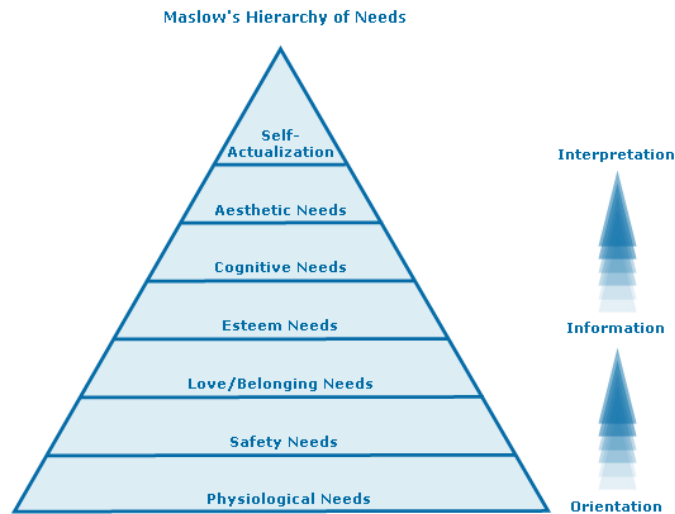 Maslow's Hierarchy of Needs
Self-
Actualization
Aesthetic Needs
Cognitive Needs
Esteem Needs
Love/Belonging Needs
Safety Needs
Physiological Needs
Interpretation
Information
Orientation